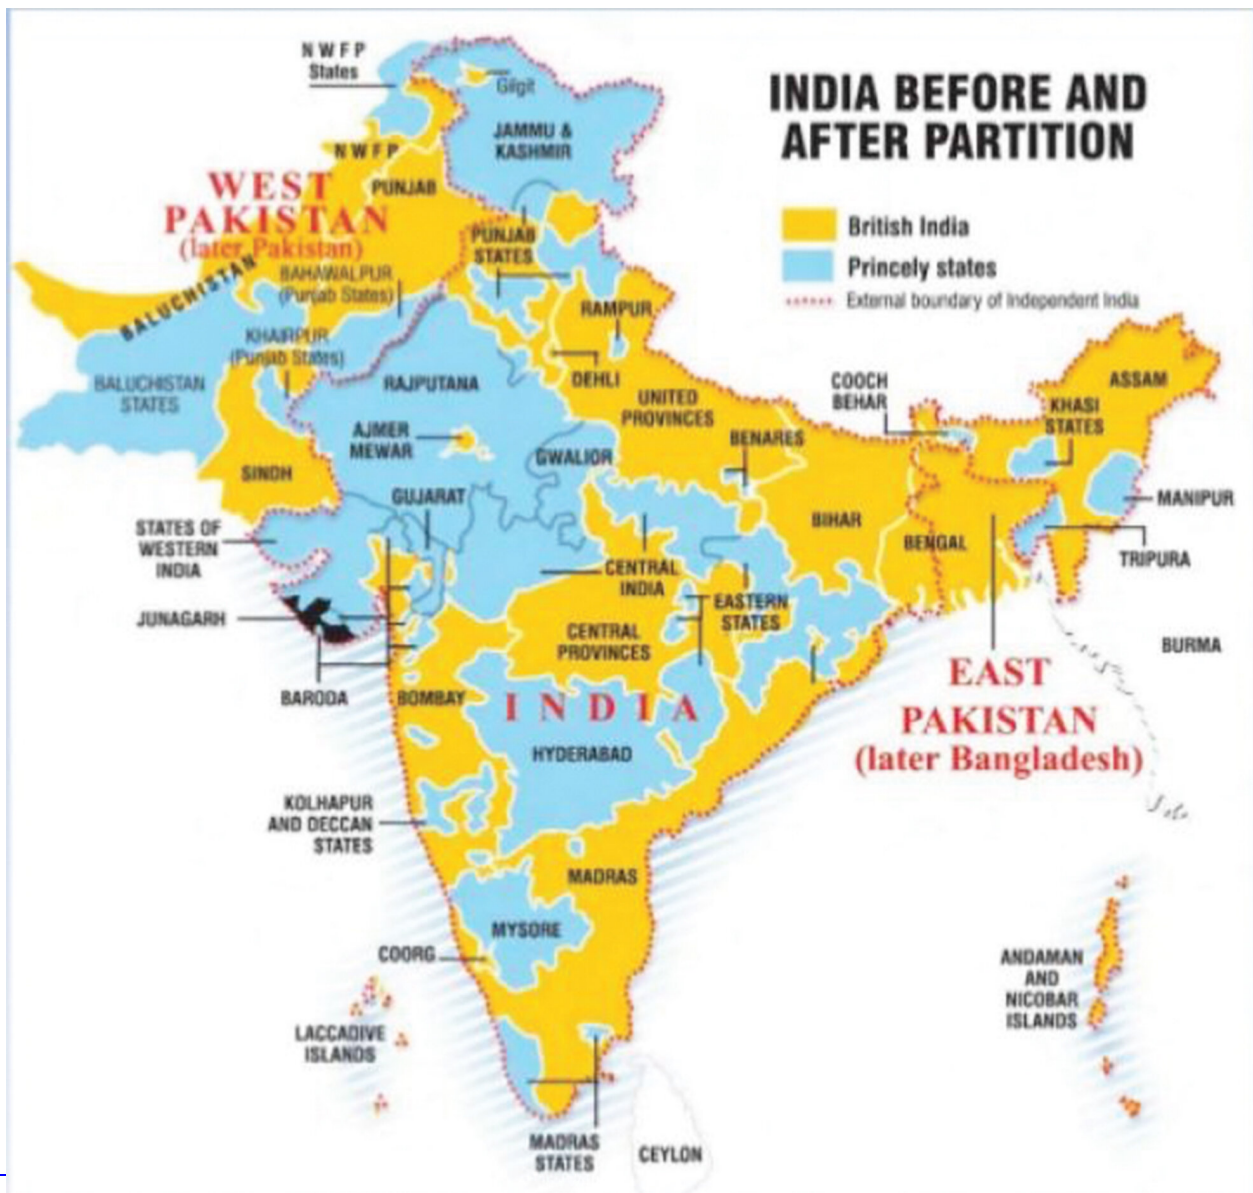 N W F P
States
Gilgit
INDIA BEFORE AND
AFTER PARTITION
JAMMU &
KASHMIR
N W F P
PUNJAB
WEST
PAKISTAN
(later Pakistan)
British India
Princely states
External boundary of Independent India
PUNJAB
STATES
BALUCHISTAN
BAHAWALPUR
(Punjab States)
RAMPUR
KHAIRPUR
(Punjab States)
BALUCHISTAN
STATES
RAJPUTANA
DEHLI
COOCH
BEHAR
ASSAM
UNITED
PROVINCES
KHASI
STATES
AJMER
MEWAR
BENARES
GWALIOR
SINDH
GUJARAT
MANIPUR
STATES OF
WESTERN
INDIA
BIHAR
BENGAL
TRIPURA
CENTRAL
INDIA
EASTERN
STATES
JUNAGARH
CENTRAL
PROVINCES
BURMA
EAST
PAKISTAN
(later Bangladesh)
BARODA
BOMBAY
INDIA
HYDERABAD
KOLHAPUR
AND DECCAN
STATES
MADRAS
MYSORE
COORG
ANDAMAN
AND
NICOBAR
ISLANDS
LACCADIVE
ISLANDS
MADRAS
STATES
CEYLON